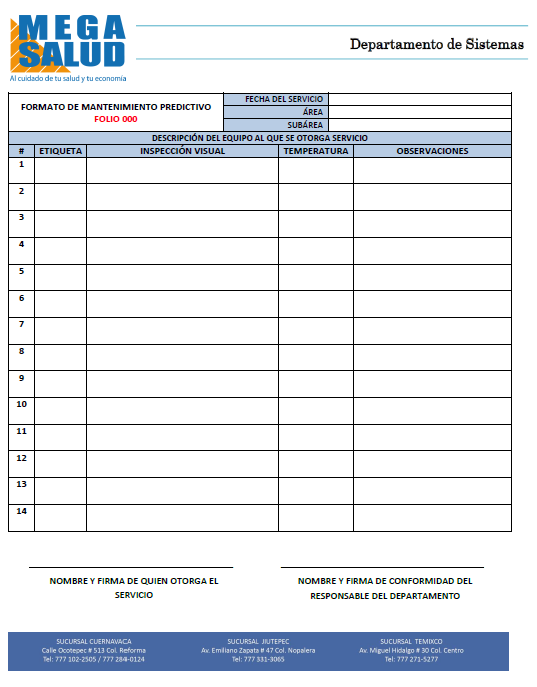 MEGA
SALUD
Al cuidado de tu salud y tu economía
Departamento de Sistemas
FORMATO DE MANTENIMIENTO PREDICTIVO
FOLIO 000
FECHA DEL SERVICIO
ÁREA
SUBÁREA
DESCRIPCIÓN DEL EQUIPO AL QUE SE OTORGA SERVICIO
# ETIQUETA INSPECCIÓN VISUAL TEMPERATURA OBSERVACIONES
1
2
3
4
5
6
7
8
9
10
11
12
13
14
NOMBRE Y FIRMA DE QUIEN OTORGA EL
SERVICIO
NOMBRE Y FIRMA DE CONFORMIDAD DEL
RESPONSABLE DEL DEPARTAMENTO
SUCURSAL CUERNAVACA
Calle Ocotepec # 513 Col. Reforma
Tel: 777 102-2505 / 777 284-0124
SUCURSAL JIUTEPEC
Av. Emiliano Zapata # 47 Col. Nopalera
Tel: 777 331-3065
SUCURSAL TEMIXCO
Av. Miguel Hidalgo # 30 Col. Centro
Tel: 777 271-5277